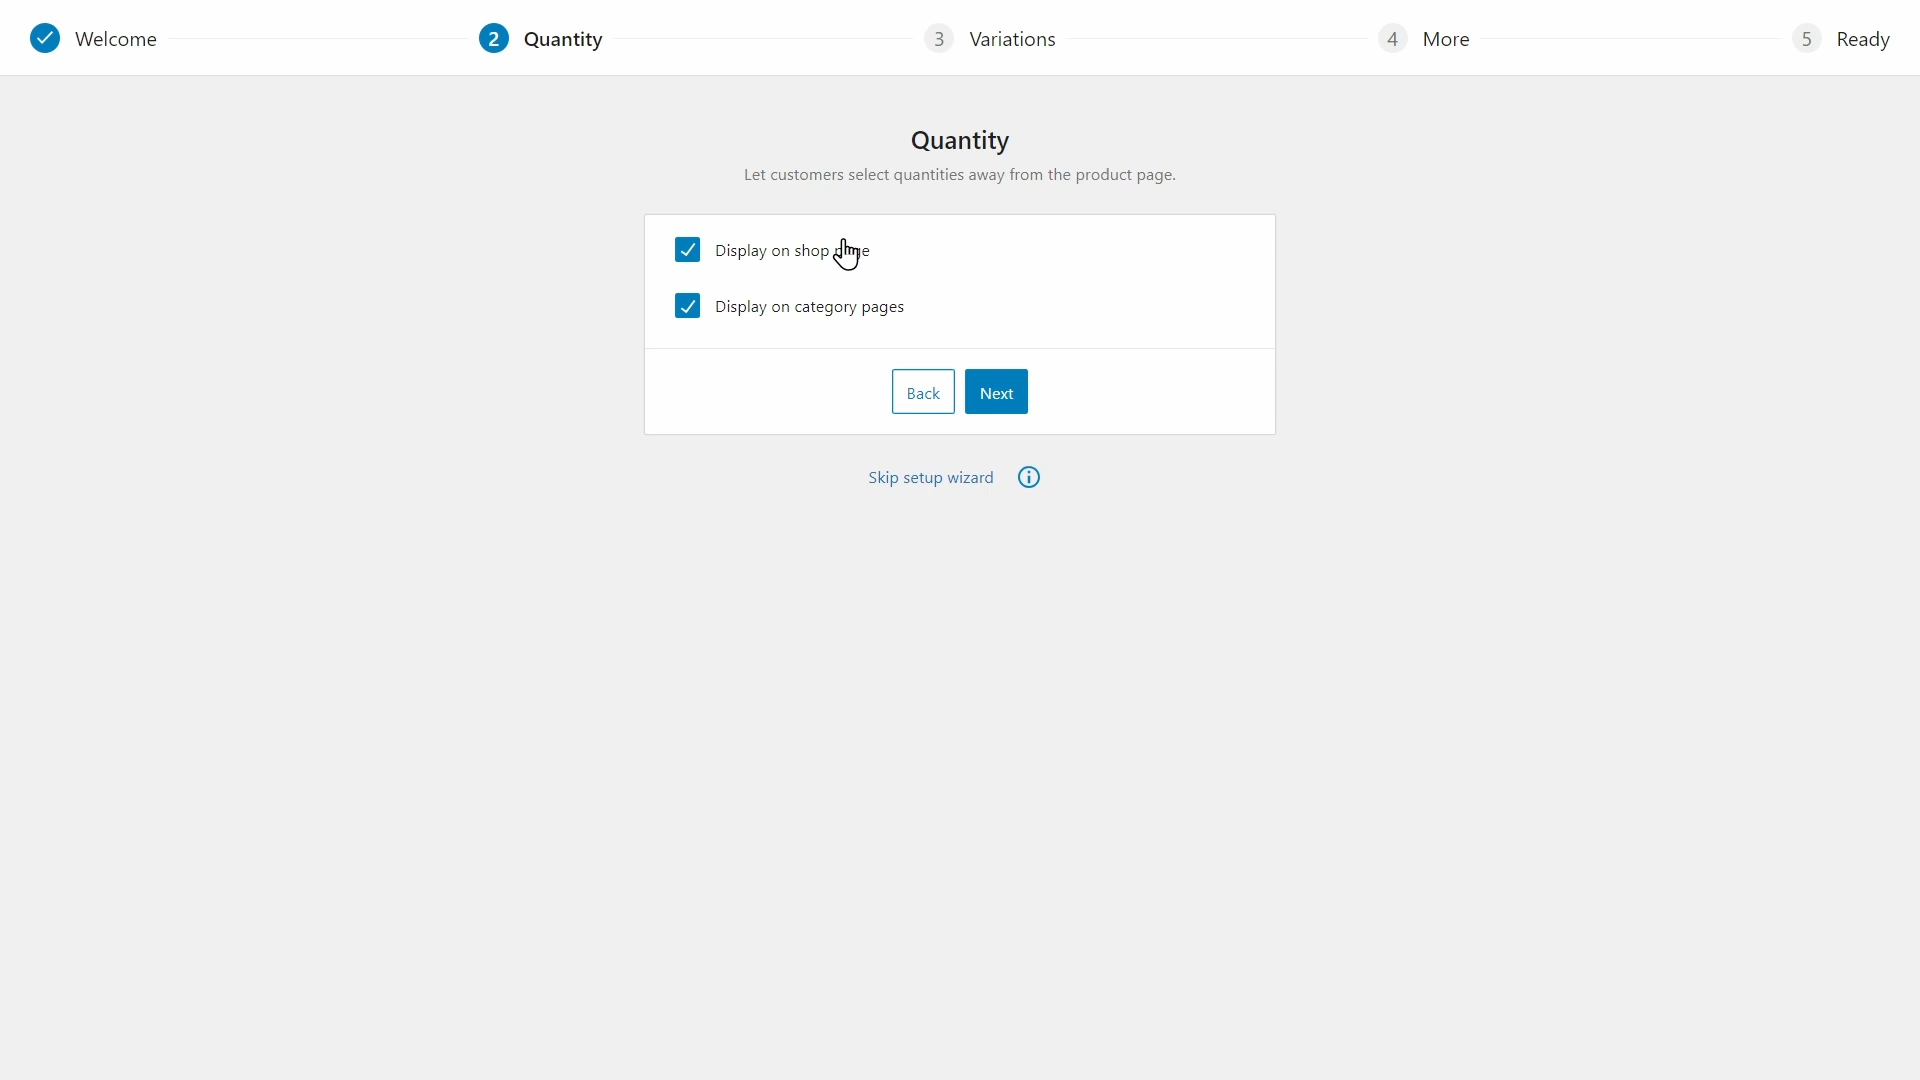 Welcome
2 Quantity
3 Variations
4 More
5 Ready
Quantity
Let customers select quantities away from the product page.
Display on shop
Display on category pages
Back
Next
Skip setup wizard